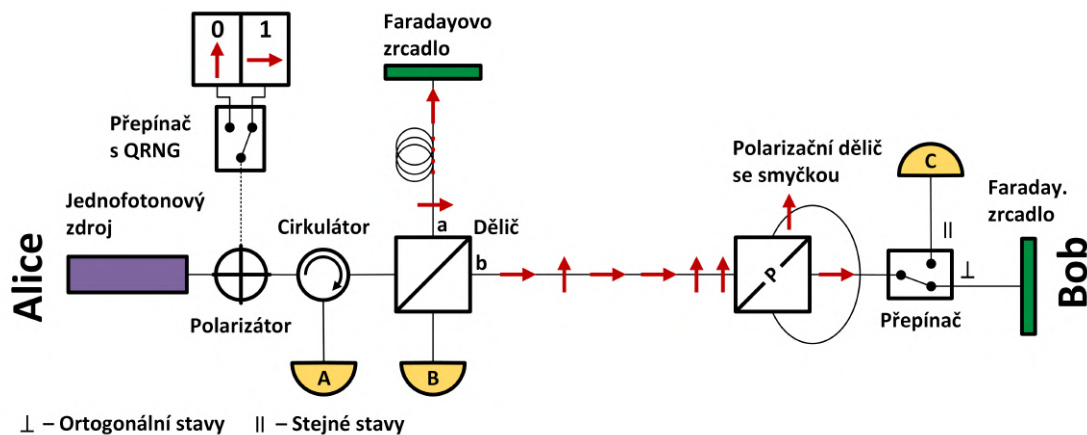 0 1
Faradayovo
zrcadlo
Přepínač
s QRNG
Polarizační dělič
se smyčkou
C
Faraday.
zrcadlo
Jednofotonový
zdroj
Cirkulátor
a
Dělič
b
P
||
⊥
Alice
Bob
Polarizátor
Přepínač
A
B
⊥ – Ortogonální stavy || – Stejné stavy